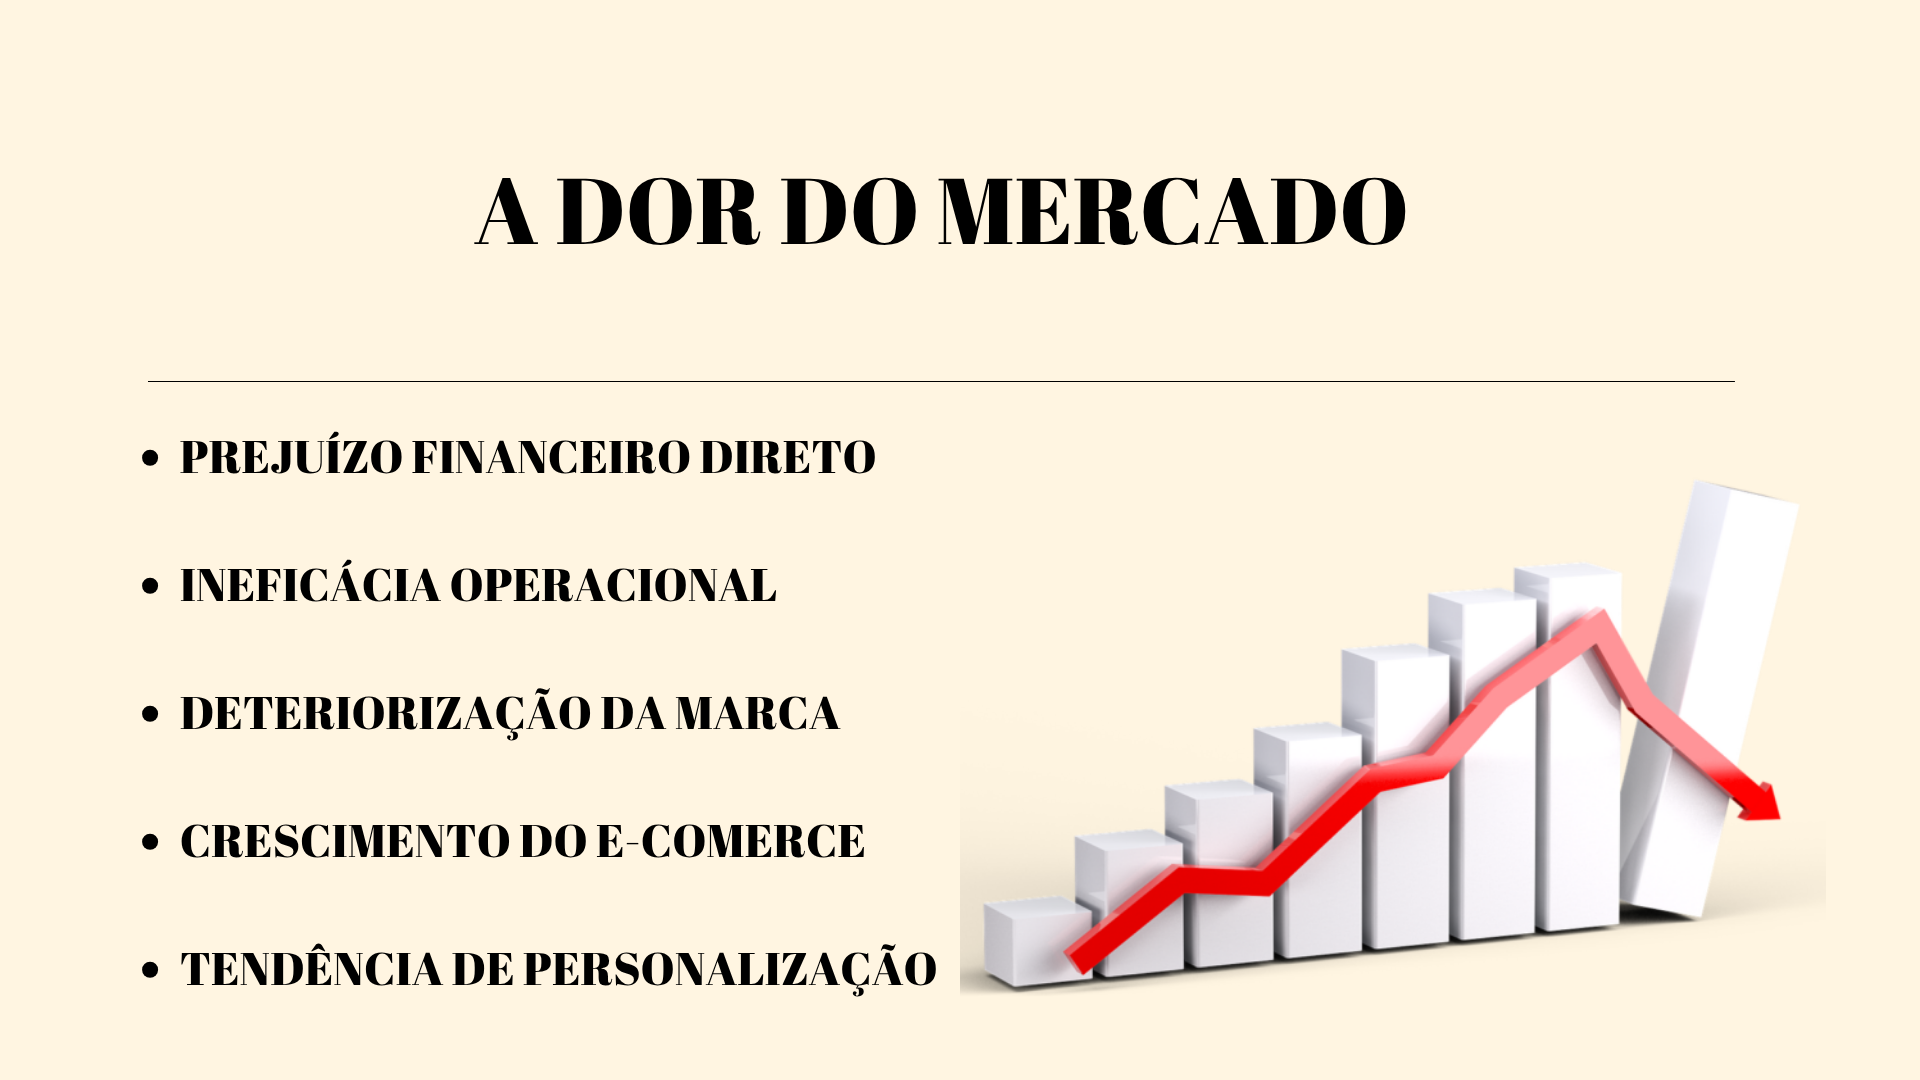 A DOR DO MERCADO
• PREJUÍZO FINANCEIRO DIRETO
• INEFICÁCIA OPERACIONAL
• DETERIORIZAÇÃO DA MARCA
• CRESCIMENTO DO E-COMERCE
• TENDÊNCIA DE PERSONALIZAÇÃO